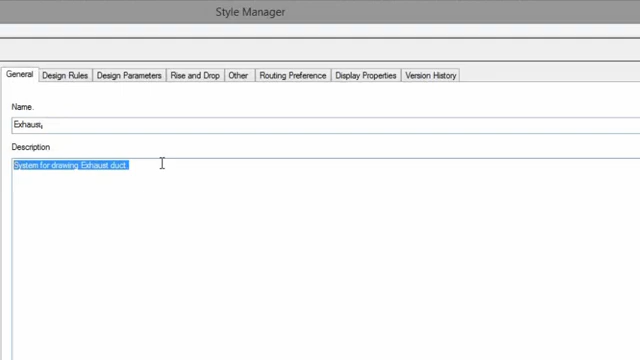 Style Manager
General Design Rules Design Parameters Rise and Drop Other Routing Preference Display Properties Version History
Name
Exhaust
Description
System for drawing Exhaust duct